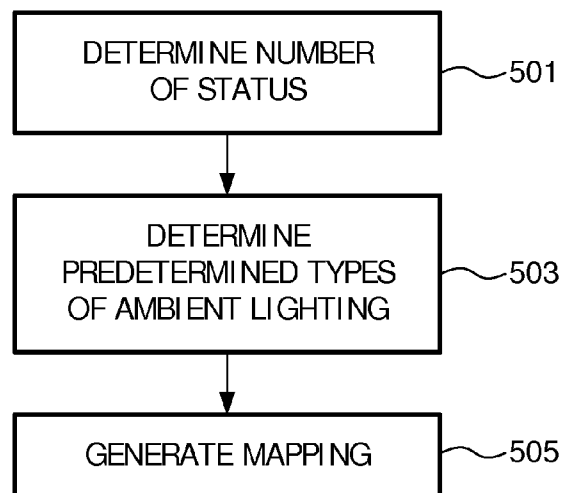 DETERMINE NUMBER
OF STATUS
501
DETERMINE
PREDETERMINED TYPES
OF AMBIENT LIGHTING
503
GENERATE MAPPING
505